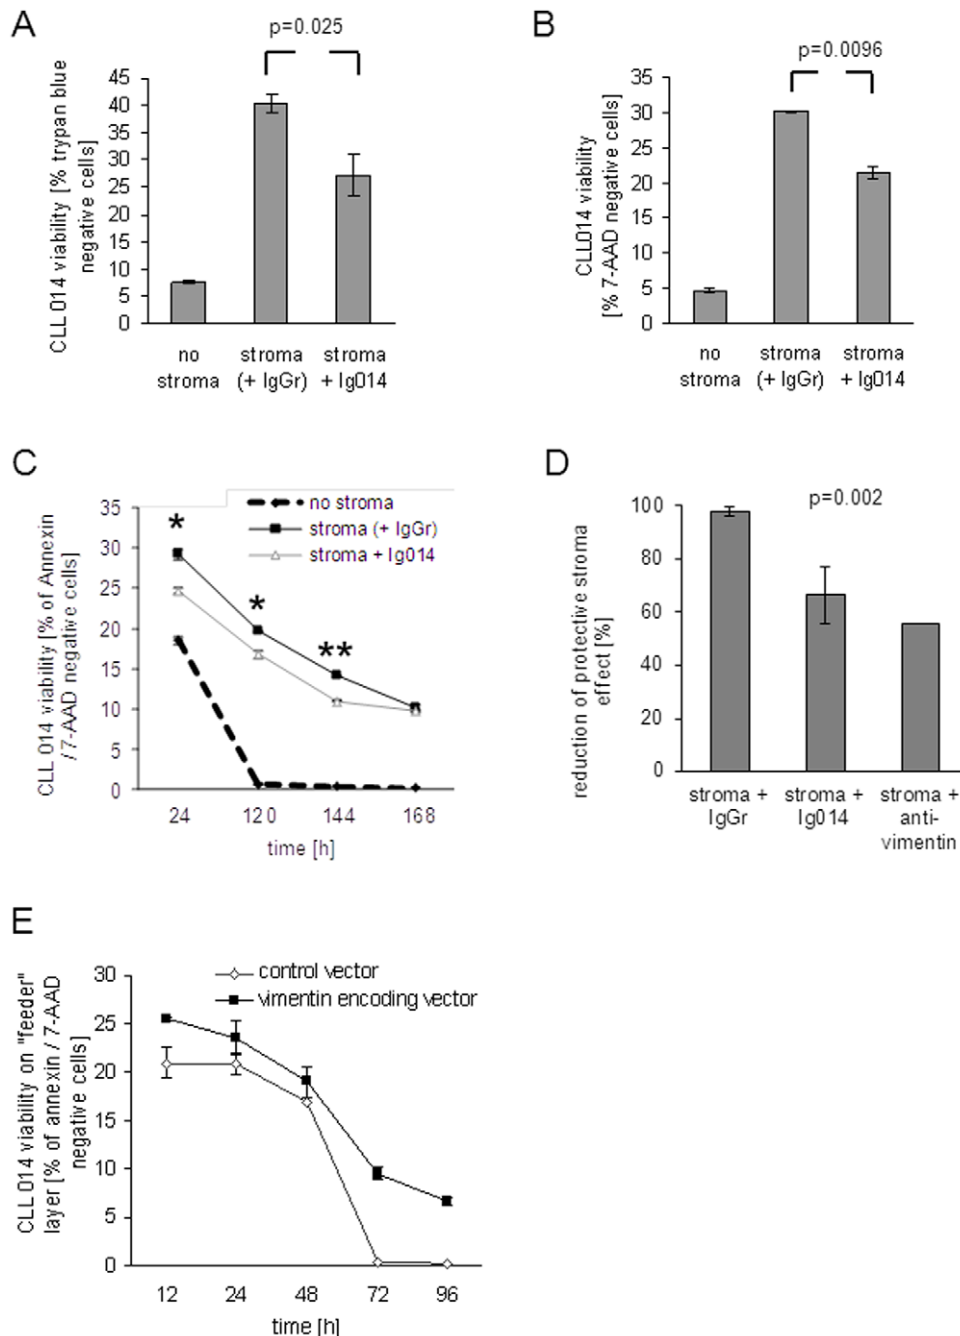 A
p=0.025
CLL 014 viability [% trypan blue
negative cells]
45
40
35
30
25
20
15
10
5
0
no
stroma
stroma
(+ IgGr)
stroma
+ Ig014
B
p=0.0096
CLL014 viability
[% 7-AAD negative cells]
35
30
25
20
15
10
5
0
no
stroma
stroma
(+ IgGr)
stroma
+ Ig014
C
CLL 014 viability [% of Annexin
/ 7-AAD negative cells]
35
30
25
20
15
10
5
0
*
*
**
no stroma
stroma (+ IgGr)
stroma + Ig014
24
120
144
168
time [h]
D
p=0.002
reduction of protective stroma
effect [%]
100
80
60
40
20
0
stroma +
IgGr
stroma +
Ig014
stroma +
anti-
vimentin
E
CLL 014 viability on "feeder"
layer [% of annexin / 7-AAD
negative cells]
control vector
vimentin encoding vector
30
25
20
15
10
5
0
12
24
48
72
96
time [h]